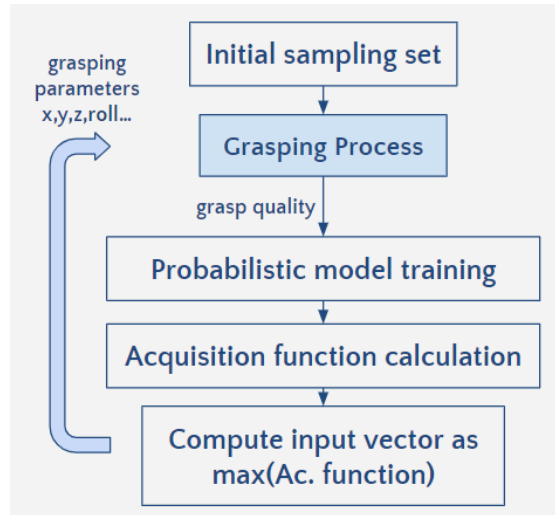 Initial sampling set
grasping
parameters
x,y,z,roll...
Grasping Process
grasp quality
Probabilistic model training
Acquisition function calculation
Compute input vector as
max(Ac. function)